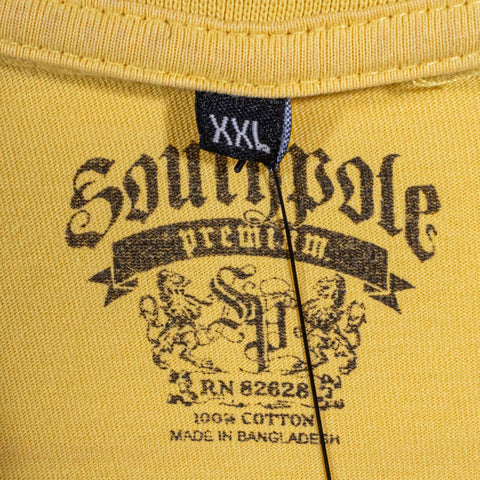 XXL
Southpole
premium
SP
RN 82628
100% COTTON
MADE IN BANGLADESH